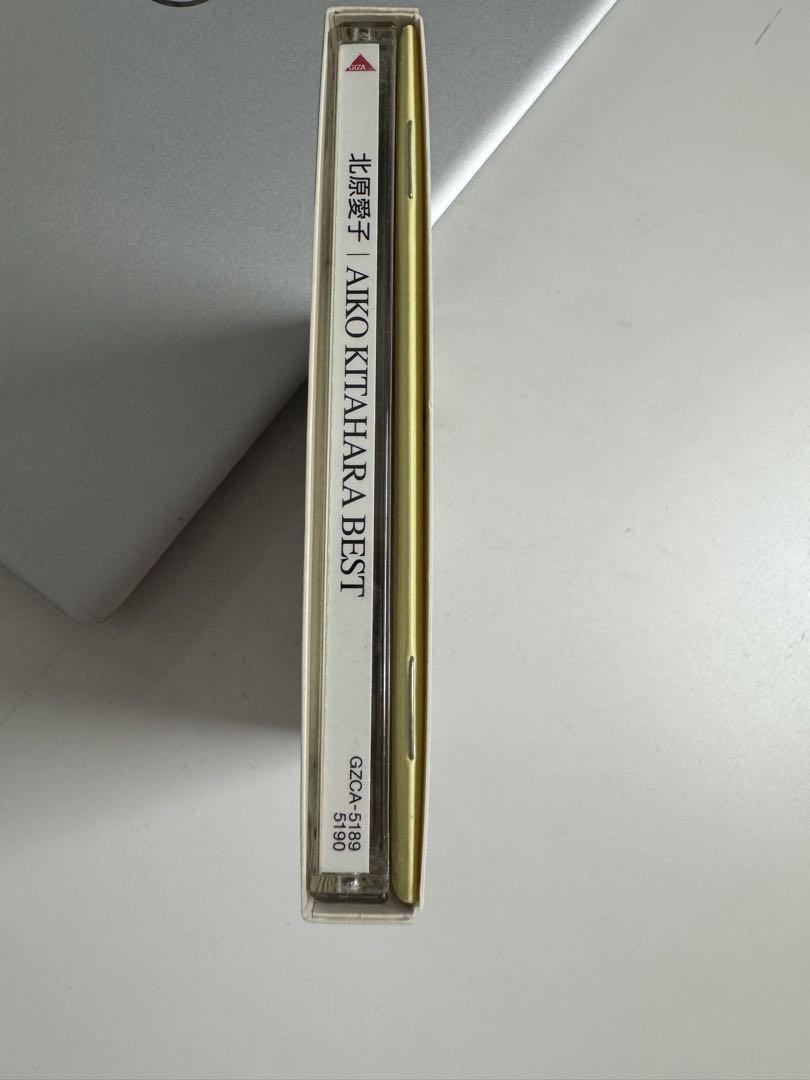 GIZA
北原愛子 | AIKO KITAHARA BEST
GZCA-5189
5190